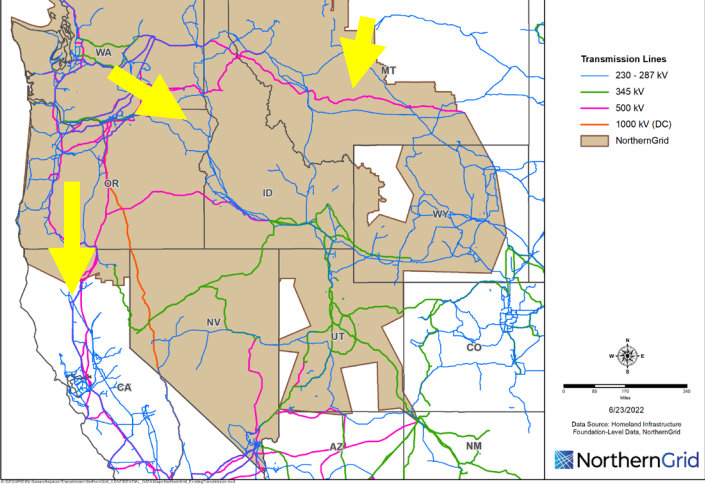 WA
MT
OR
ID
WY
NV
UT
CO
CA
AZ
NM
Transmission Lines
230 - 287 kV
345 kV
500 kV
1000 kV (DC)
NorthernGrid
N
W E
S
0 85 170 340
Miles
6/23/2022
Data Source: Homeland Infrastructure
Foundation-Level Data, NorthernGrid
NorthernGrid